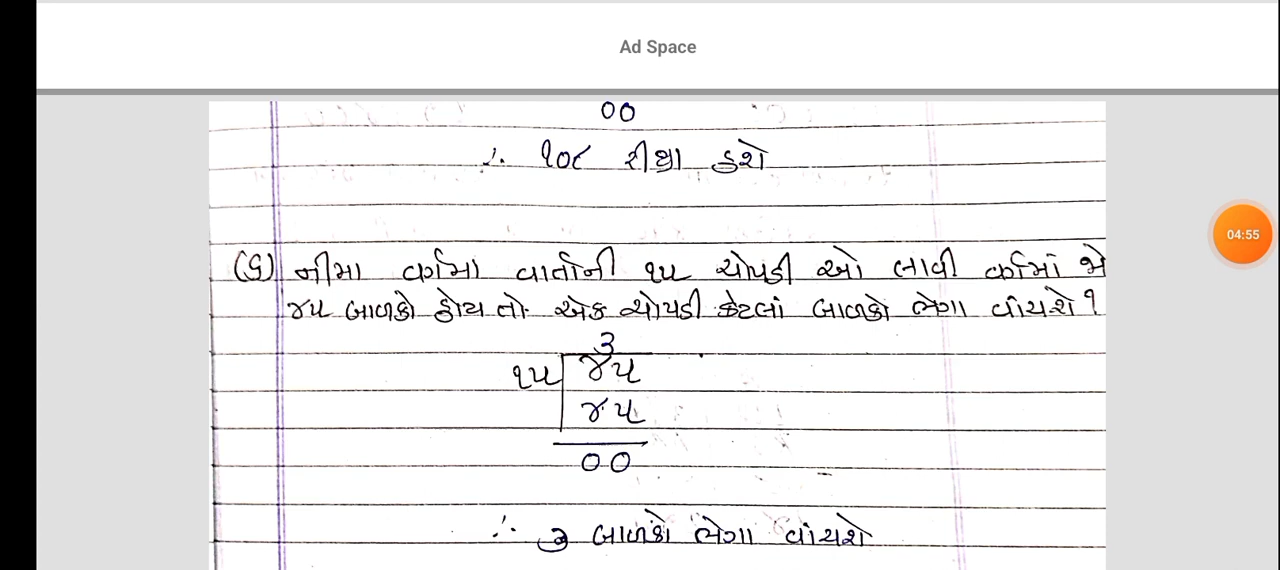 Ad Space
00
∴ ૧૦૮ રીક્ષા હશે
04:55
(૬) નીમા વર્ગમા વાર્તાની ૧૫ ચોપડી ઓ લાવી વર્ગમાં જો
૪૫ બાળકો હોય તો એક ચોપડી કેટલાં બાળકો ભેગા વાંચશે ?
૩
૧૫ ૪૫
૪૫
૦૦
∴ ૩ બાળકો ભેગા વાંચશે